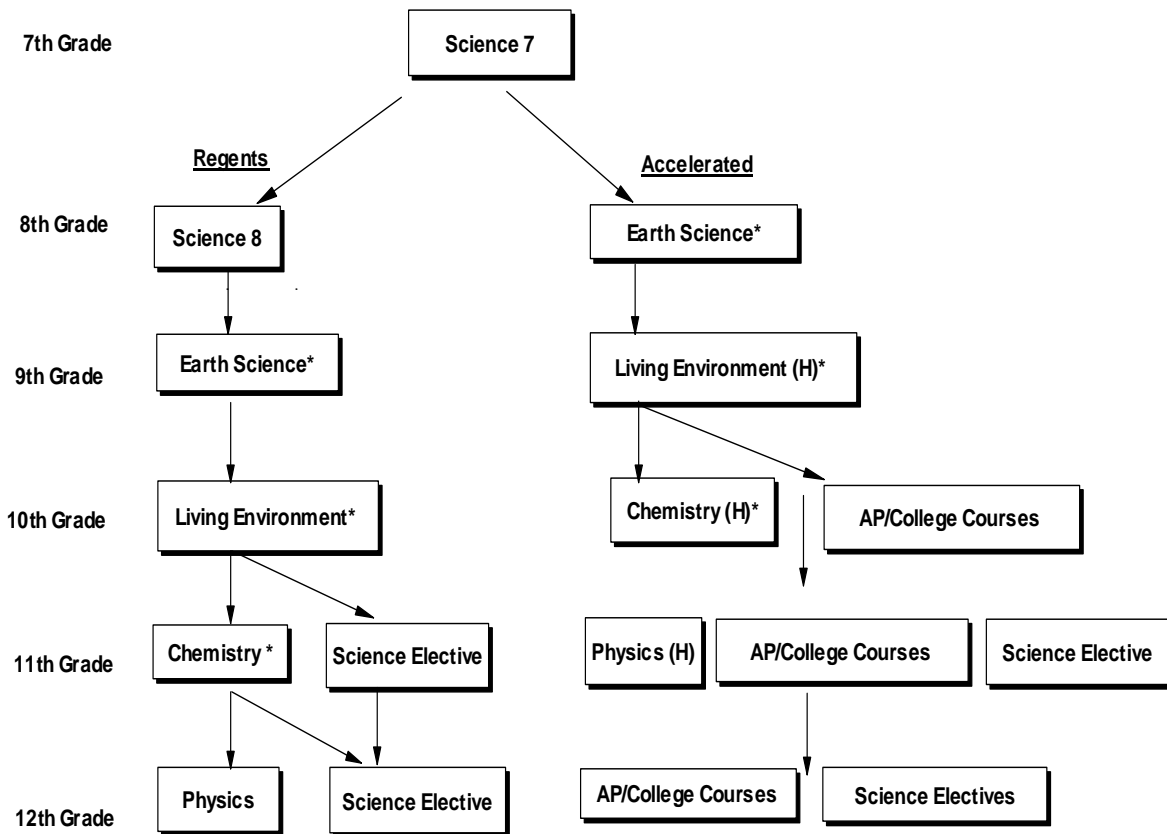 7th Grade
Science 7
Regents
Accelerated
8th Grade
Science 8
Earth Science*
9th Grade
Earth Science*
Living Environment (H)*
10th Grade
Living Environment*
Chemistry (H)*
AP/College Courses
11th Grade
Chemistry *
Science Elective
Physics (H)
AP/College Courses
Science Elective
12th Grade
Physics
Science Elective
AP/College Courses
Science Electives